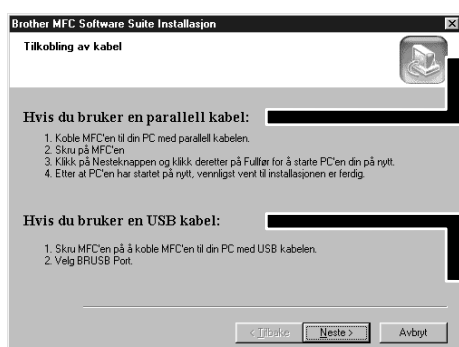 Brother MFC Software Suite Installasjon
Tilkobling av kabel
Hvis du bruker en parallell kabel:
1. Koble MFC'en til din PC med parallell kabelen.
2. Skru på MFC'en
3. Klikk på Nesteknappen og klikk deretter på Fullfør for å starte PC'en din på nytt.
4. Etter at PC'en har startet på nytt, vennligst vent til installasjonen er ferdig.
Hvis du bruker en USB kabel:
1. Skru MFC'en på å koble MFC'en til din PC med USB kabelen.
2. Velg BRUSB Port.
< Tilbake Neste > Avbryt